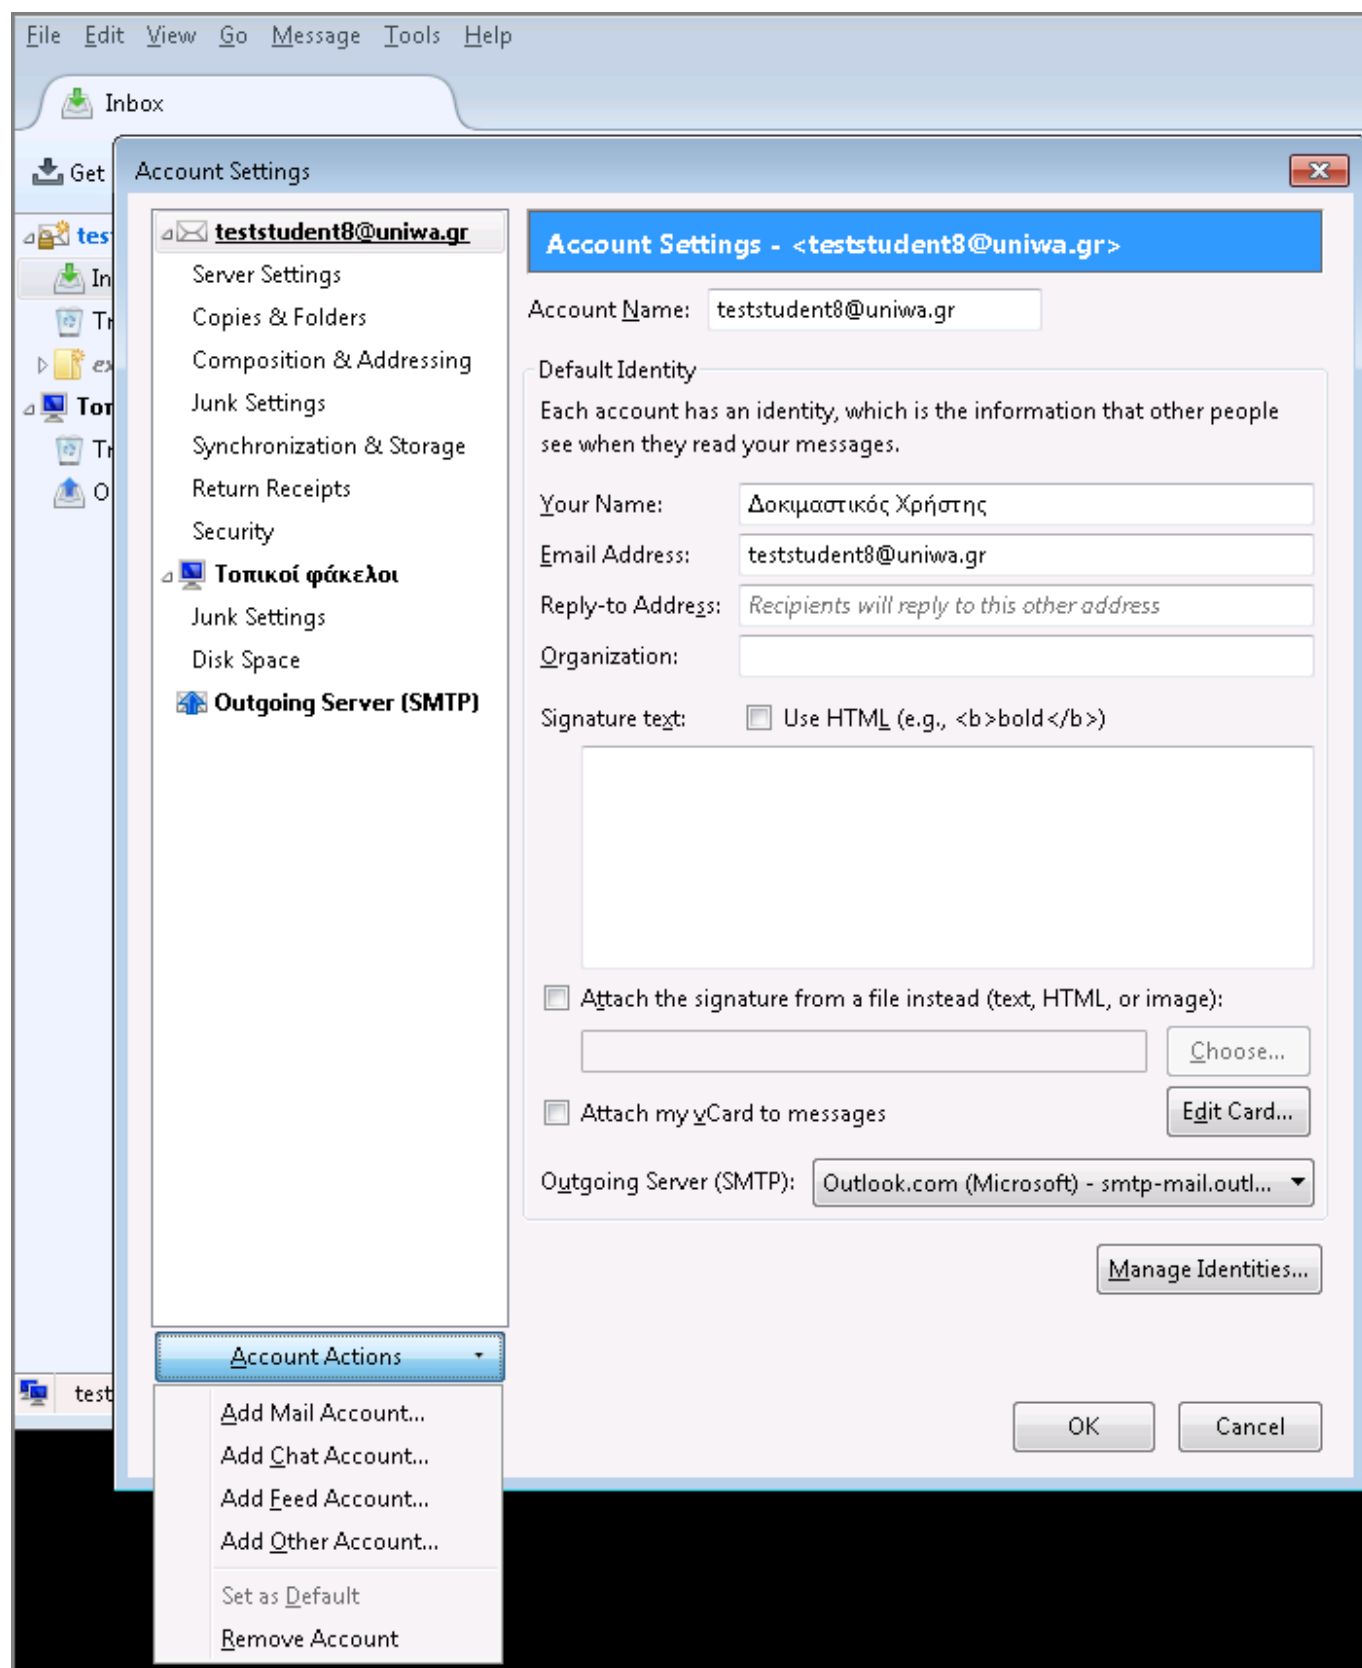 File Edit View Go Message Tools Help
Inbox
Get
Account Settings
tes
In
Tr
ex
Τοπ
Tr
O
test
teststudent8@uniwa.gr
Server Settings
Copies & Folders
Composition & Addressing
Junk Settings
Synchronization & Storage
Return Receipts
Security
Τοπικοί φάκελοι
Junk Settings
Disk Space
Outgoing Server (SMTP)
Account Settings - <teststudent8@uniwa.gr>
Account Name: teststudent8@uniwa.gr
Default Identity
Each account has an identity, which is the information that other people
see when they read your messages.
Your Name: Δοκιμαστικός Χρήστης
Email Address: teststudent8@uniwa.gr
Reply-to Address: Recipients will reply to this other address
Organization:
Signature text: Use HTML (e.g., <b>bold</b>)
Attach the signature from a file instead (text, HTML, or image):
Choose...
Attach my vCard to messages Edit Card...
Outgoing Server (SMTP): Outlook.com (Microsoft) - smtp-mail.outl...
Manage Identities...
Account Actions
Add Mail Account...
Add Chat Account...
Add Feed Account...
Add Other Account...
Set as Default
Remove Account
OK Cancel